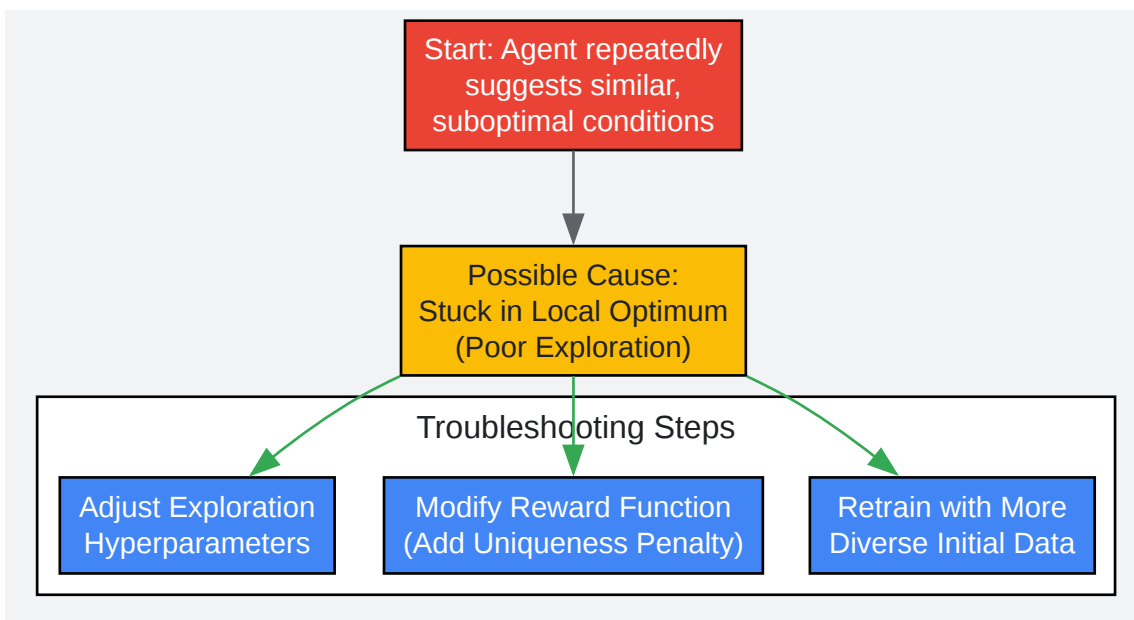 Start: Agent repeatedly
suggests similar,
suboptimal conditions
Possible Cause:
Stuck in Local Optimum
(Poor Exploration)
Troubleshooting Steps
Adjust Exploration
Hyperparameters
Modify Reward Function
(Add Uniqueness Penalty)
Retrain with More
Diverse Initial Data